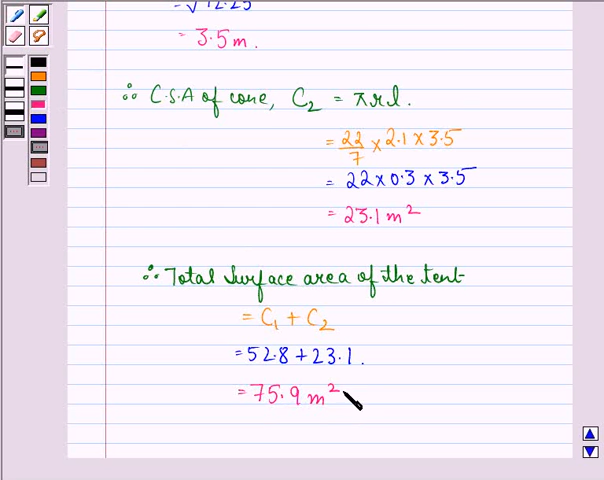 = √12.25
= 3.5 m.
∴ C.S.A of cone, C₂ = πrl.
= 22/7 × 2.1 × 3.5
= 22 × 0.3 × 3.5
= 23.1 m²
∴ Total Surface area of the tent
= C₁ + C₂
= 52.8 + 23.1.
= 75.9 m²